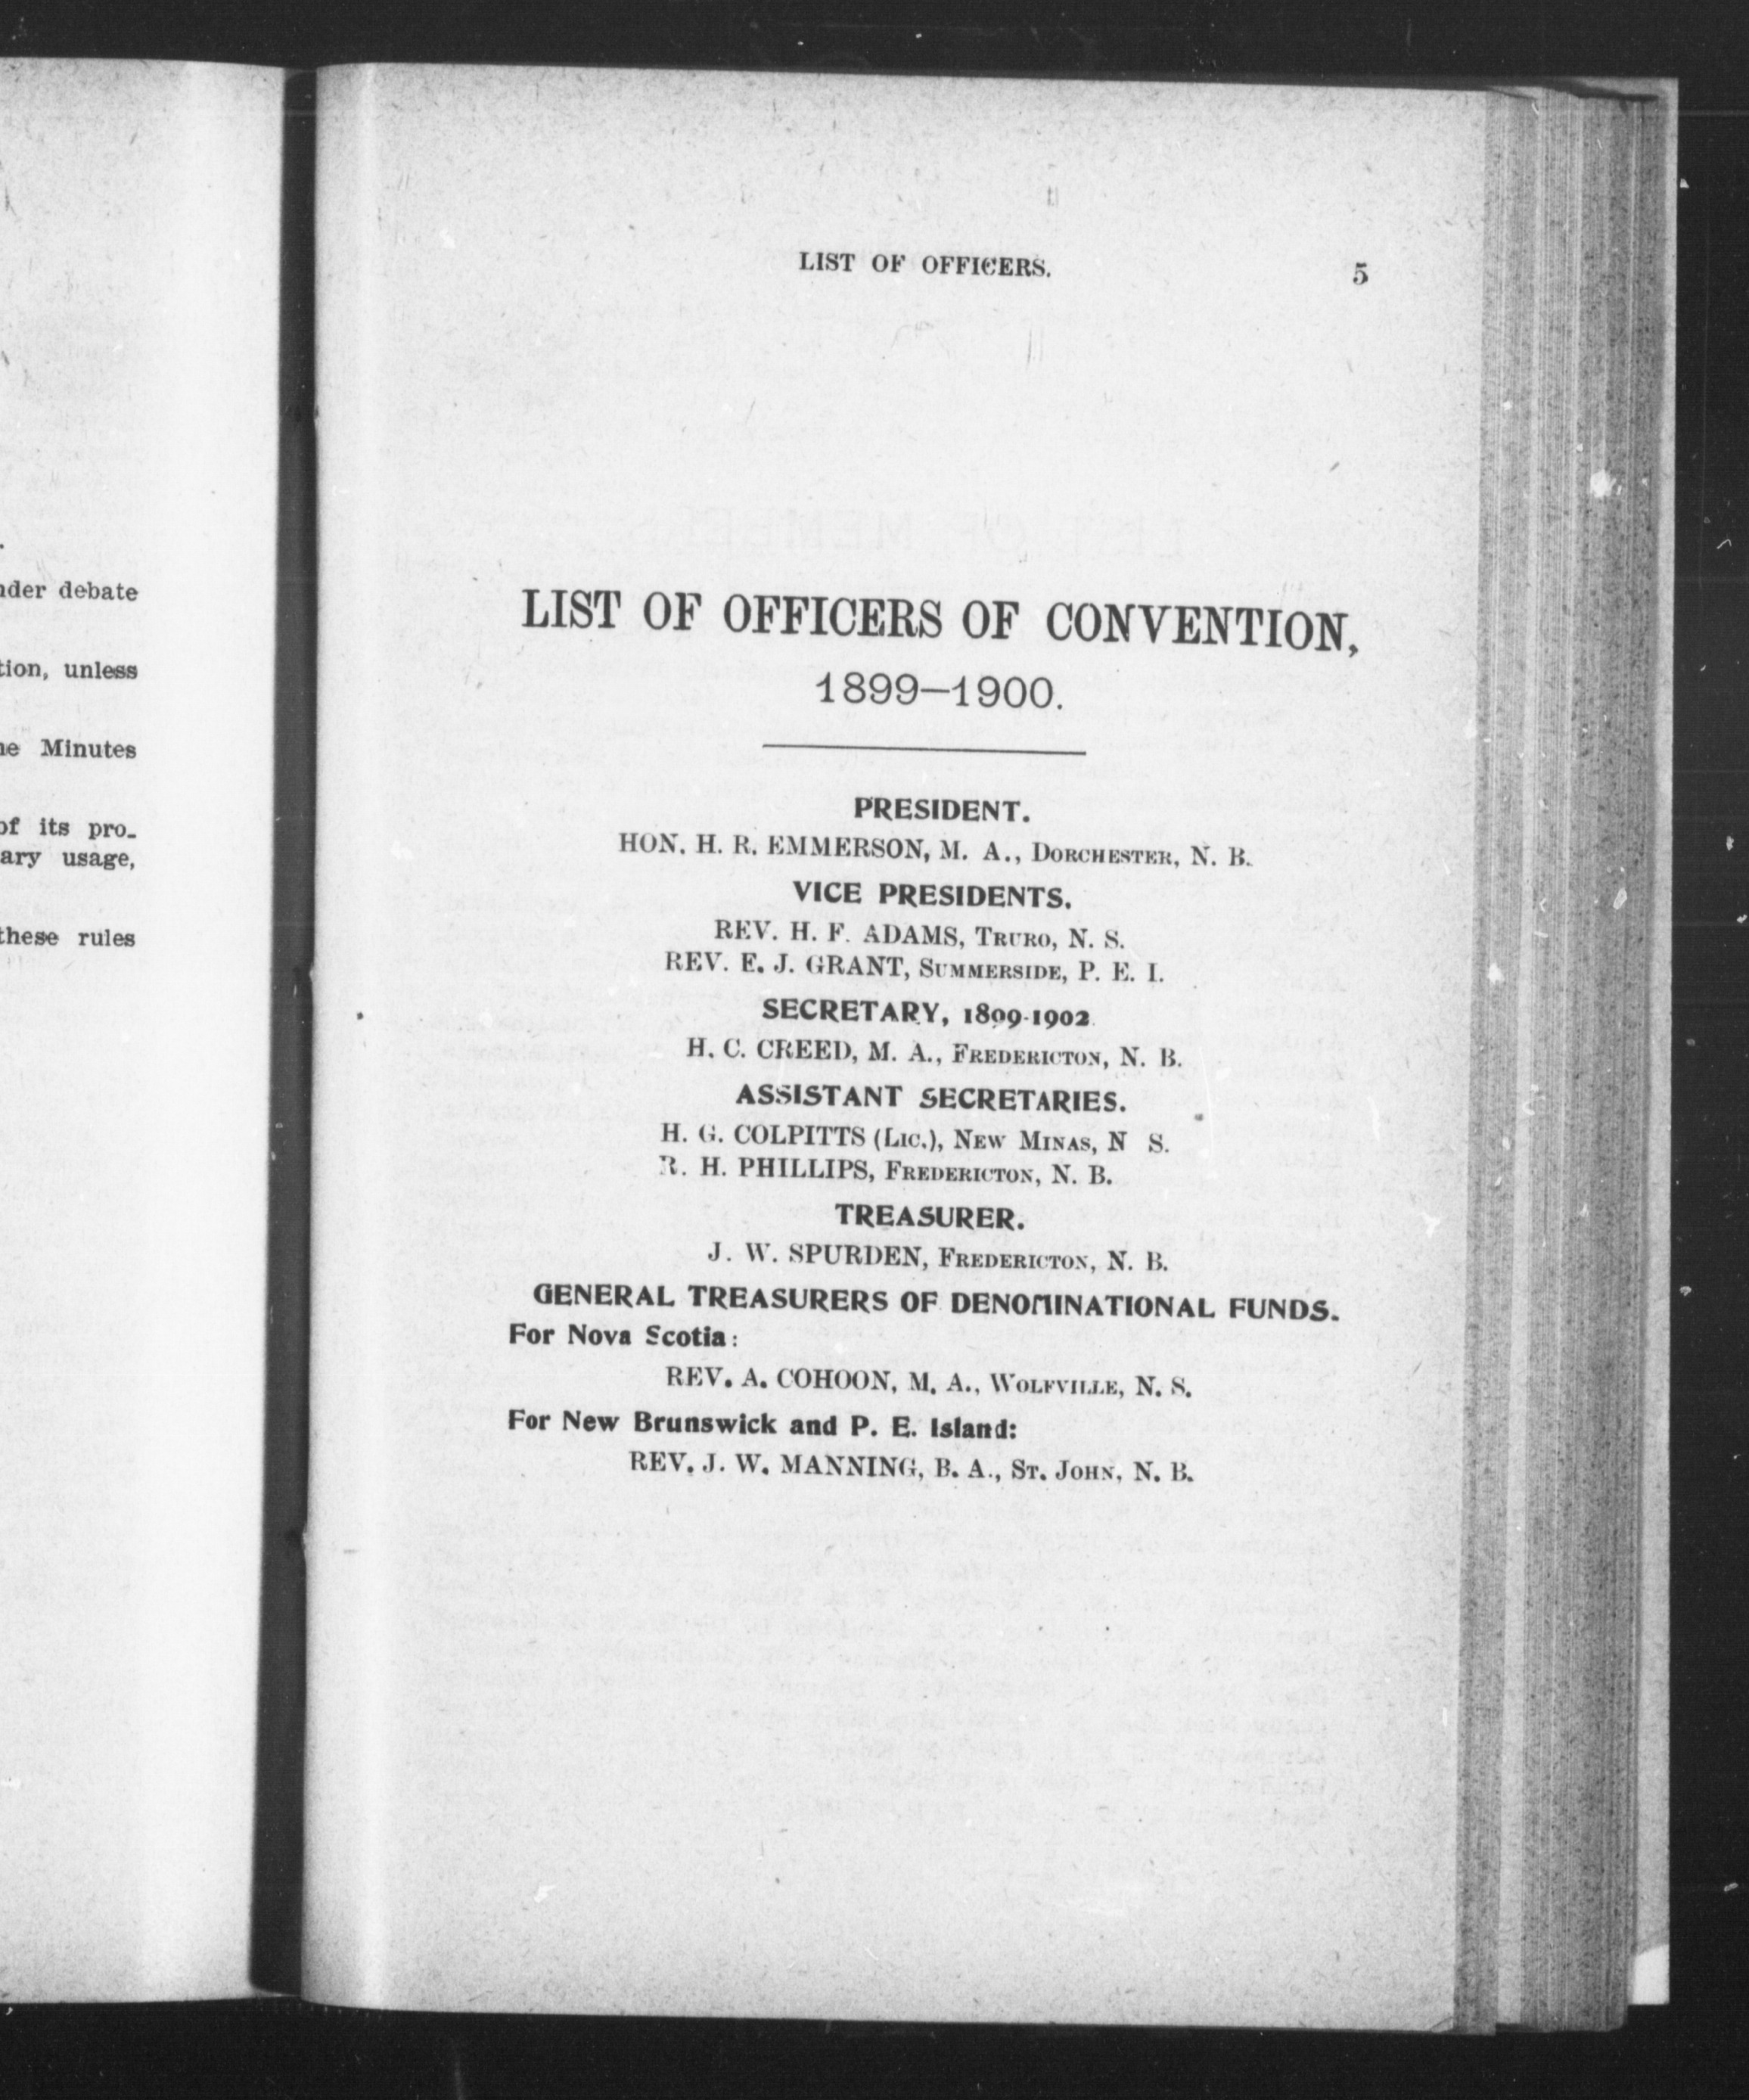 nder debate
tion, unless
he Minutes
of its pro-
ary usage,
these rules
LIST OF OFFICERS. 5
LIST OF OFFICERS OF CONVENTION,
1899–1900.
PRESIDENT.
HON. H. R. EMMERSON, M. A., DORCHESTER, N. B.
VICE PRESIDENTS.
REV. H. F. ADAMS, TRURO, N. S.
REV. E. J. GRANT, SUMMERSIDE, P. E. I.
SECRETARY, 1899-1902
H. C. CREED, M. A., FREDERICTON, N. B.
ASSISTANT SECRETARIES.
H. G. COLPITTS (LIC.), NEW MINAS, N S.
R. H. PHILLIPS, FREDERICTON, N. B.
TREASURER.
J. W. SPURDEN, FREDERICTON, N. B.
GENERAL TREASURERS OF DENOMINATIONAL FUNDS.
For Nova Scotia:
REV. A. COHOON, M. A., WOLFVILLE, N. S.
For New Brunswick and P. E. Island:
REV. J. W. MANNING, B. A., ST. JOHN, N. B.